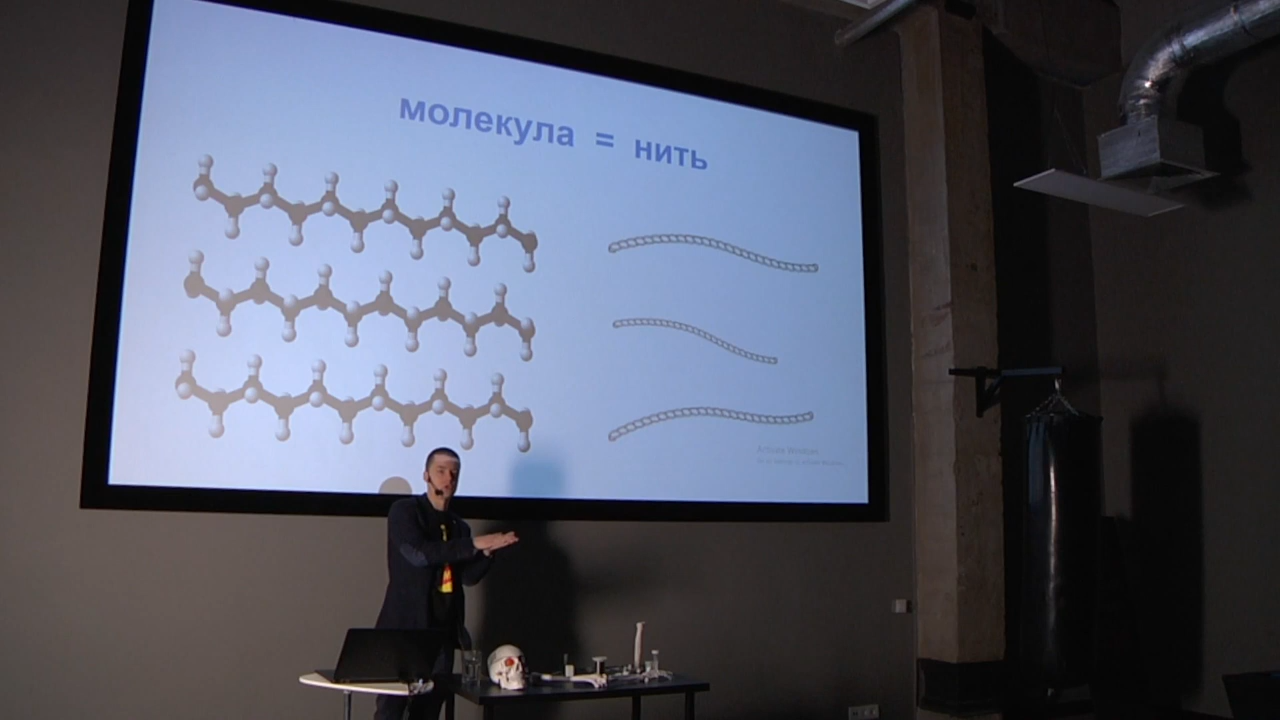 молекула = нить